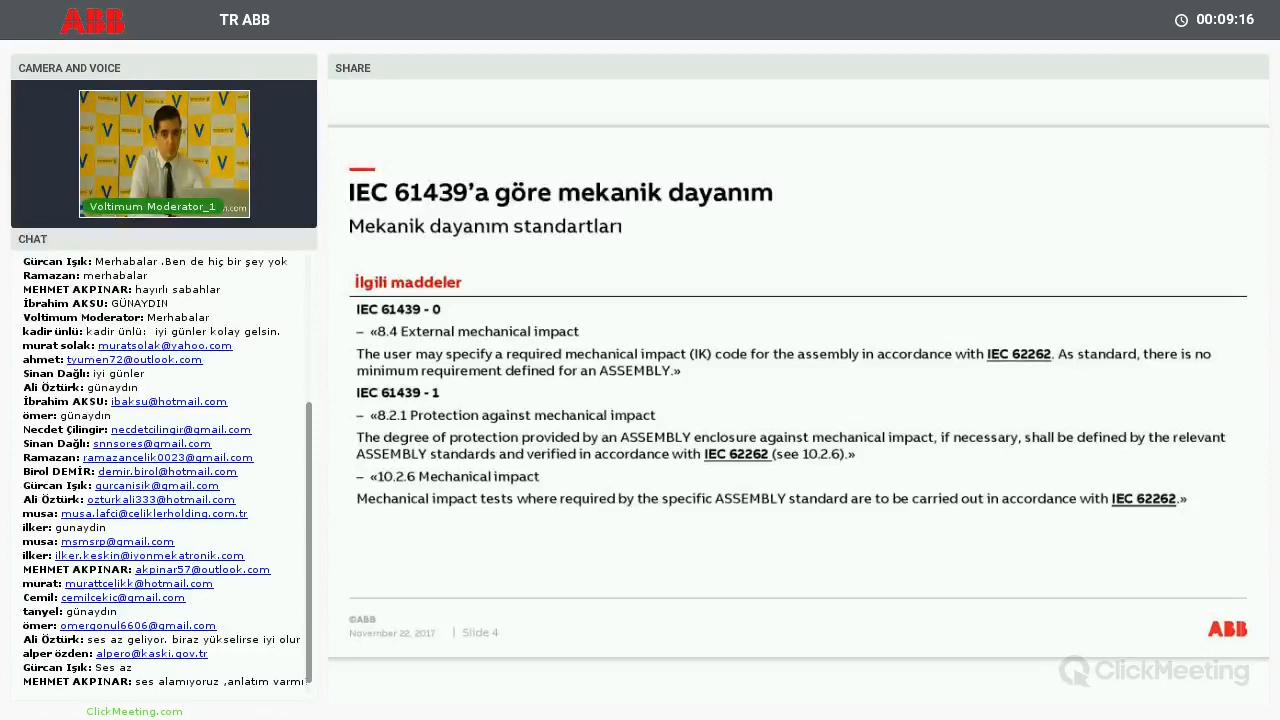 ABB
TR ABB
00:09:16
CAMERA AND VOICE
Voltimum Moderator_1
CHAT
Gürcan Işık: Merhabalar .Ben de hiç bir şey yok
Ramazan: merhabalar
MEHMET AKPINAR: hayırlı sabahlar
İbrahim AKSU: GÜNAYDIN
Voltimum Moderator: Merhabalar
kadir ünlü: kadir ünlü: iyi günler kolay gelsin.
murat solak: muratsolak@yahoo.com
ahmet: tyumen72@outlook.com
Sinan Dağlı: iyi günler
Ali Öztürk: günaydın
İbrahim AKSU: ibaksu@hotmail.com
ömer: günaydın
Necdet Çilingir: necdetcilingir@gmail.com
Sinan Dağlı: snnsores@gmail.com
Ramazan: ramazancelik0023@gmail.com
Birol DEMİR: demir.birol@hotmail.com
Gürcan Işık: gurcanisik@gmail.com
Ali Öztürk: ozturkali333@hotmail.com
musa: musa.lafci@celiklerholding.com.tr
ilker: gunaydin
musa: msmsrp@gmail.com
ilker: ilker.keskin@iyonmekatronik.com
MEHMET AKPINAR: akpinar57@outlook.com
murat: murattcelikk@hotmail.com
Cemil: cemilcekic@gmail.com
tanyel: günaydın
ömer: omergonul6606@gmail.com
Ali Öztürk: ses az geliyor. biraz yükselirse iyi olur
alper özden: alpero@kaski.gov.tr
Gürcan Işık: Ses az
MEHMET AKPINAR: ses alamıyoruz ,anlatım varmı
ClickMeeting.com
SHARE
IEC 61439’a göre mekanik dayanım
Mekanik dayanım standartları
İlgili maddeler
IEC 61439 - 0
– «8.4 External mechanical impact
The user may specify a required mechanical impact (IK) code for the assembly in accordance with IEC 62262. As standard, there is no
minimum requirement defined for an ASSEMBLY.»
IEC 61439 - 1
– «8.2.1 Protection against mechanical impact
The degree of protection provided by an ASSEMBLY enclosure against mechanical impact, if necessary, shall be defined by the relevant
ASSEMBLY standards and verified in accordance with IEC 62262 (see 10.2.6).»
– «10.2.6 Mechanical impact
Mechanical impact tests where required by the specific ASSEMBLY standard are to be carried out in accordance with IEC 62262.»
©ABB
November 22, 2017 | Slide 4
ABB
ClickMeeting